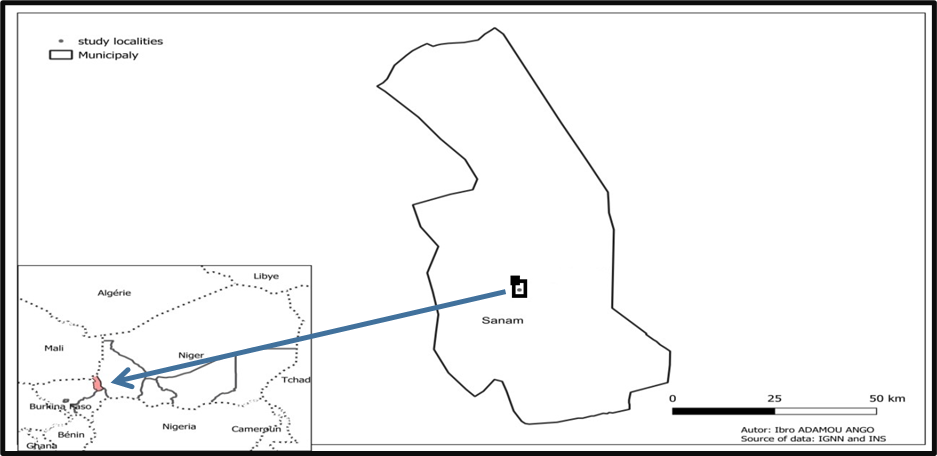 study localities
Municipaly
Sanam
Libye
Algérie
Mali
Niger
Tchad
Burkina Faso
Nigeria
Cameroun
Bénin
Ghana
0 25 50 km
Autor: Ibro ADAMOU ANGO
Source of data: IGNN and INS